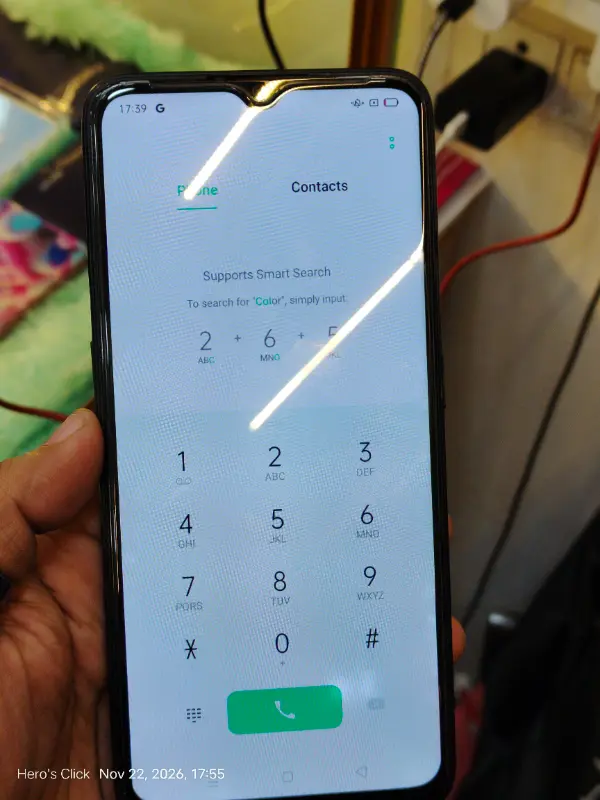 17:39 G
Phone Contacts
Supports Smart Search
To search for "Color", simply input.
2 + 6 + 5
ABC MNO JKL
1 2 3
ABC DEF
4 5 6
GHI JKL MNO
7 8 9
PQRS TUV WXYZ
* 0 #
+
Hero's Click Nov 22, 2026, 17:55